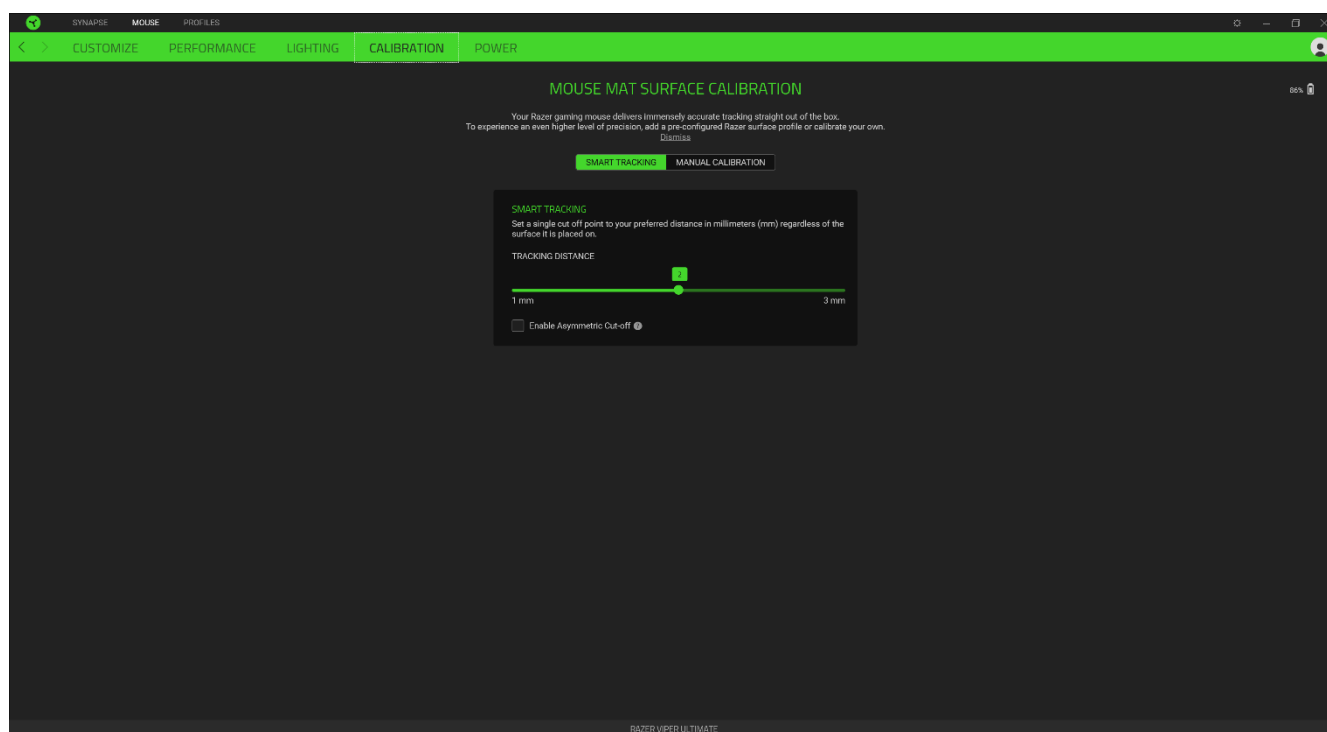 SYNAPSE MOUSE PROFILES
CUSTOMIZE PERFORMANCE LIGHTING CALIBRATION POWER
MOUSE MAT SURFACE CALIBRATION
86%
Your Razer gaming mouse delivers immensely accurate tracking straight out of the box.
To experience an even higher level of precision, add a pre-configured Razer surface profile or calibrate your own.
Dismiss
SMART TRACKING MANUAL CALIBRATION
SMART TRACKING
Set a single cut off point to your preferred distance in millimeters (mm) regardless of the
surface it is placed on.
TRACKING DISTANCE
2
1 mm 3 mm
Enable Asymmetric Cut-off ?
RAZER VIPER ULTIMATE